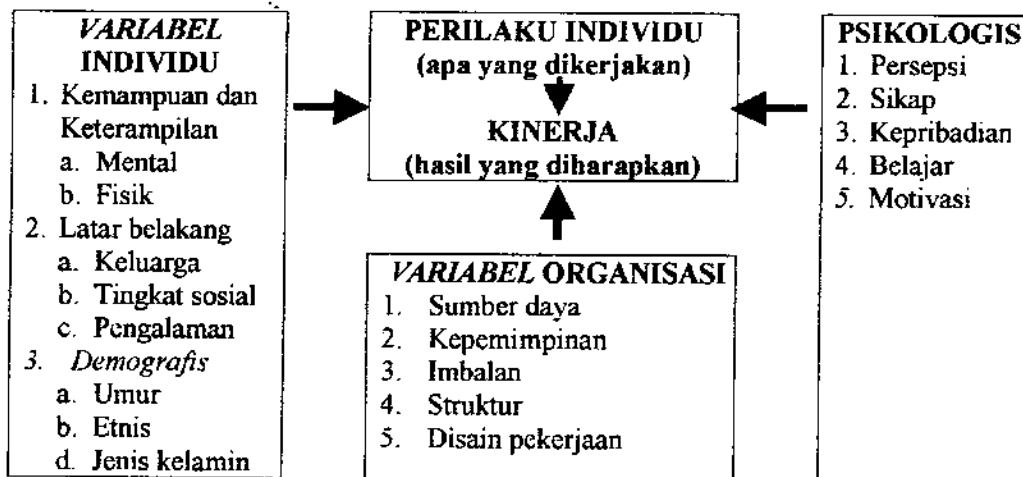 VARIABEL
INDIVIDU
1. Kemampuan dan
Keterampilan
a. Mental
b. Fisik
2. Latar belakang
a. Keluarga
b. Tingkat sosial
c. Pengalaman
3. Demografis
a. Umur
b. Etnis
d. Jenis kelamin
PERILAKU INDIVIDU
(apa yang dikerjakan)
KINERJA
(hasil yang diharapkan)
VARIABEL ORGANISASI
1. Sumber daya
2. Kepemimpinan
3. Imbalan
4. Struktur
5. Disain pekerjaan
PSIKOLOGIS
1. Persepsi
2. Sikap
3. Kepribadian
4. Belajar
5. Motivasi